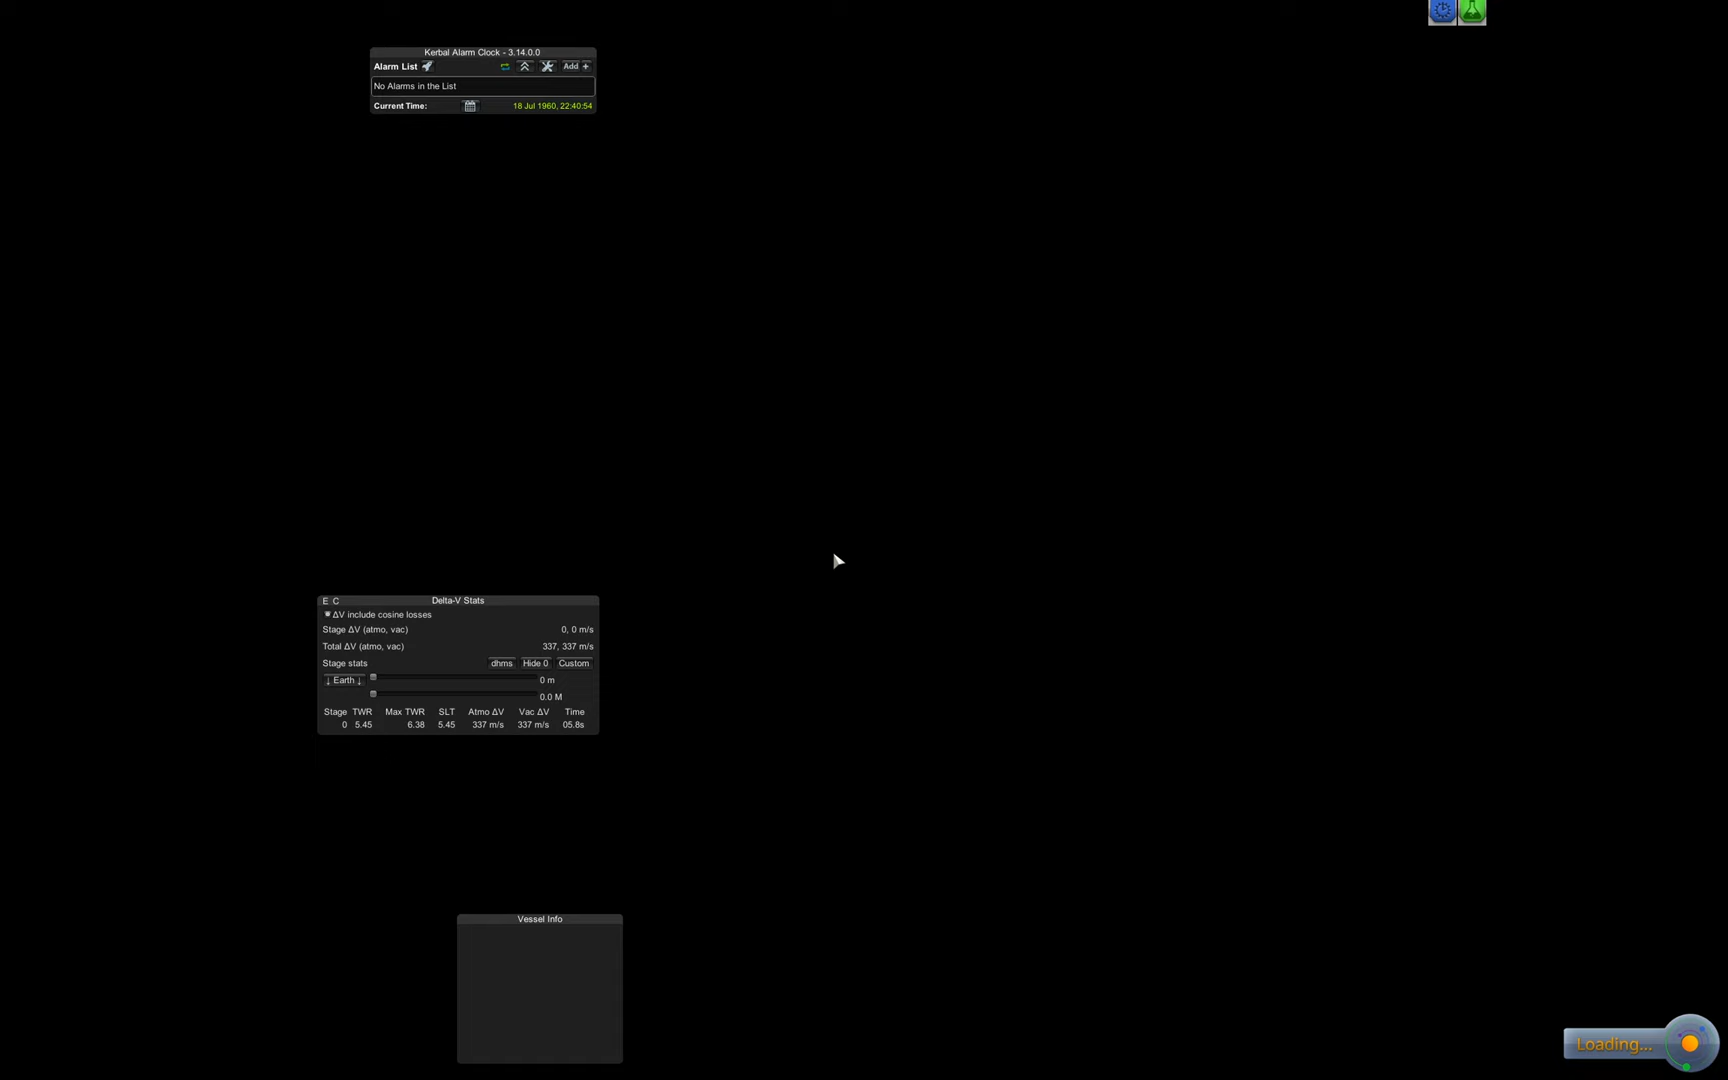 Kerbal Alarm Clock - 3.14.0.0
Alarm List Add +
No Alarms in the List
Current Time: 18 Jul 1960, 22:40:54
E C Delta-V Stats
ΔV include cosine losses
Stage ΔV (atmo, vac) 0, 0 m/s
Total ΔV (atmo, vac) 337, 337 m/s
Stage stats dhms Hide 0 Custom
↓ Earth ↓ 0 m
0.0 M
Stage TWR Max TWR SLT Atmo ΔV Vac ΔV Time
0 5.45 6.38 5.45 337 m/s 337 m/s 05.8s
Vessel Info
Loading...